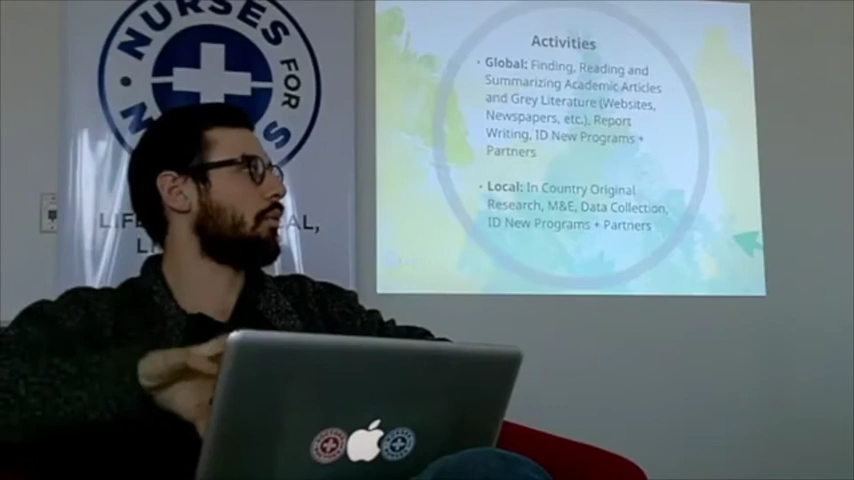 NURSES FOR
N
S
LIFE
AL,
LI
Activities
• Global: Finding, Reading and
Summarizing Academic Articles
and Grey Literature (Websites,
Newspapers, etc.), Report
Writing, ID New Programs +
Partners
• Local: In Country Original
Research, M&E, Data Collection,
ID New Programs + Partners